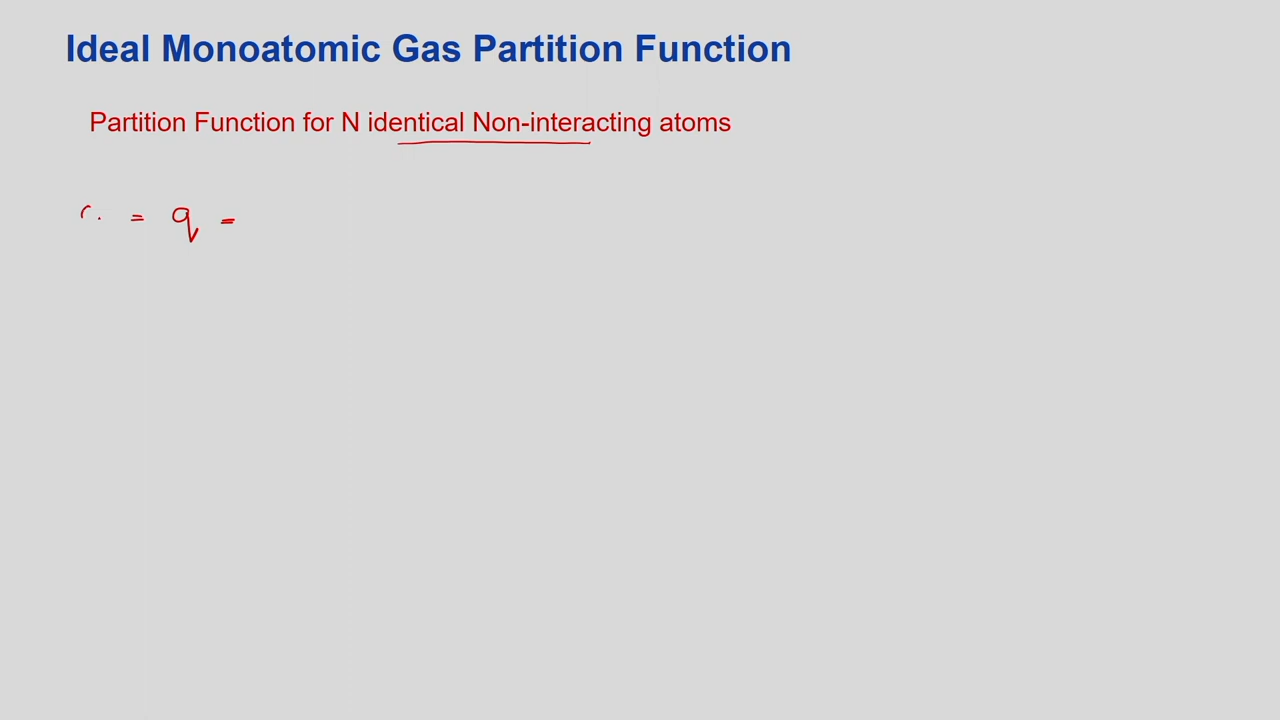 Ideal Monoatomic Gas Partition Function
Partition Function for N identical Non-interacting atoms
= q =